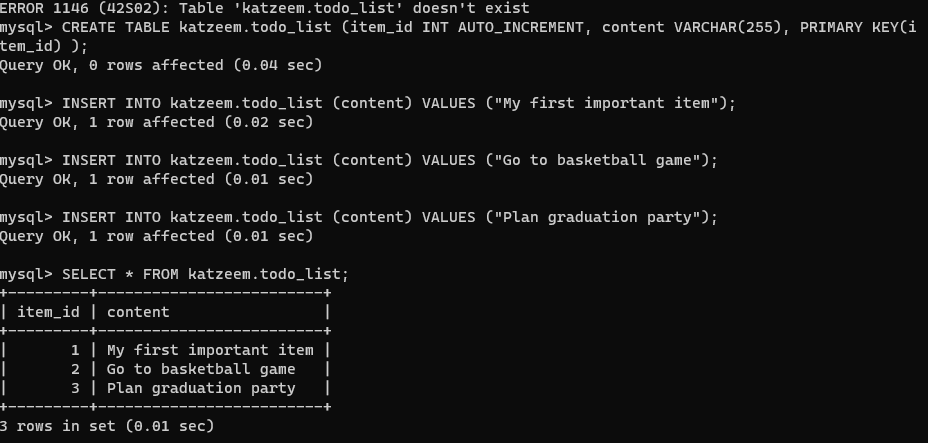 ERROR 1146 (42S02): Table 'katzeem.todo_list' doesn't exist
mysql> CREATE TABLE katzeem.todo_list (item_id INT AUTO_INCREMENT, content VARCHAR(255), PRIMARY KEY(i
tem_id) );
Query OK, 0 rows affected (0.04 sec)

mysql> INSERT INTO katzeem.todo_list (content) VALUES ("My first important item");
Query OK, 1 row affected (0.02 sec)

mysql> INSERT INTO katzeem.todo_list (content) VALUES ("Go to basketball game");
Query OK, 1 row affected (0.01 sec)

mysql> INSERT INTO katzeem.todo_list (content) VALUES ("Plan graduation party");
Query OK, 1 row affected (0.01 sec)

mysql> SELECT * FROM katzeem.todo_list;
+---------+-------------------------+
| item_id | content                 |
+---------+-------------------------+
|       1 | My first important item |
|       2 | Go to basketball game   |
|       3 | Plan graduation party   |
+---------+-------------------------+
3 rows in set (0.01 sec)